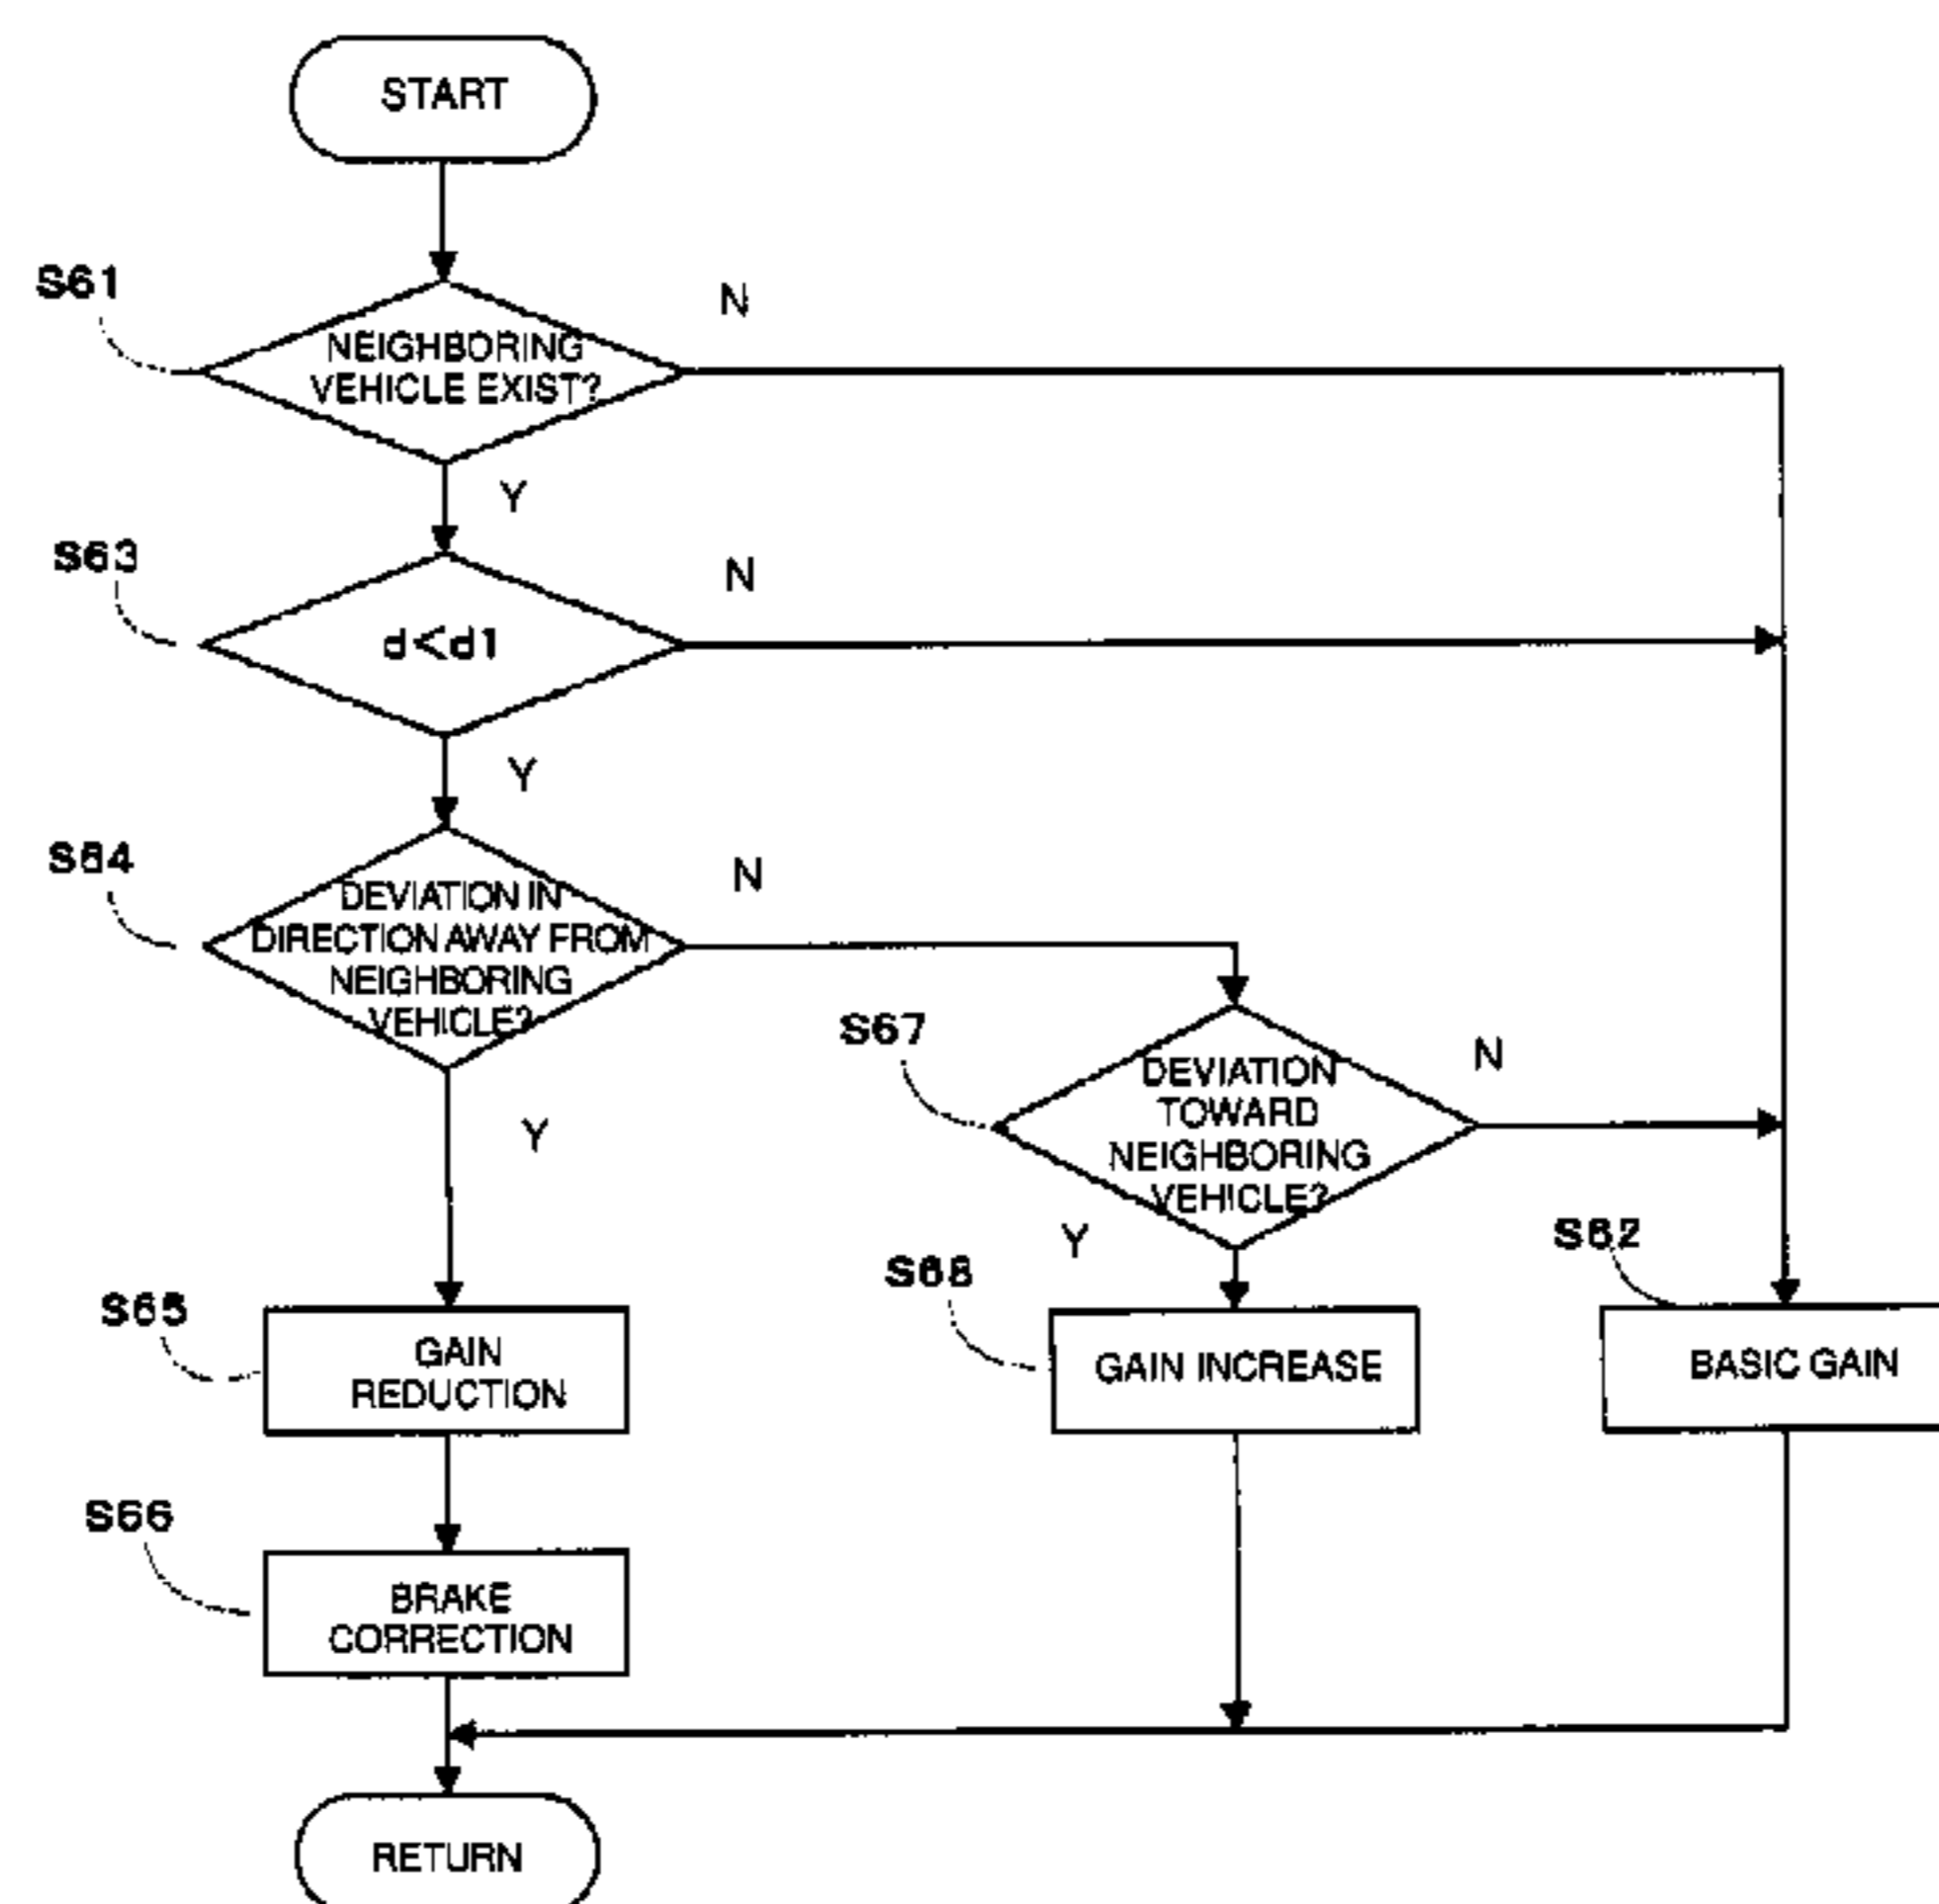 START
S61
N
NEIGHBORING
VEHICLE EXIST?
Y
S63
N
d<d1
Y
S64
N
DEVIATION IN
DIRECTION AWAY FROM
NEIGHBORING
VEHICLE?
Y
S67
N
DEVIATION
TOWARD
NEIGHBORING
VEHICLE?
Y
S65
GAIN
REDUCTION
S68
GAIN INCREASE
S62
BASIC GAIN
S66
BRAKE
CORRECTION
RETURN